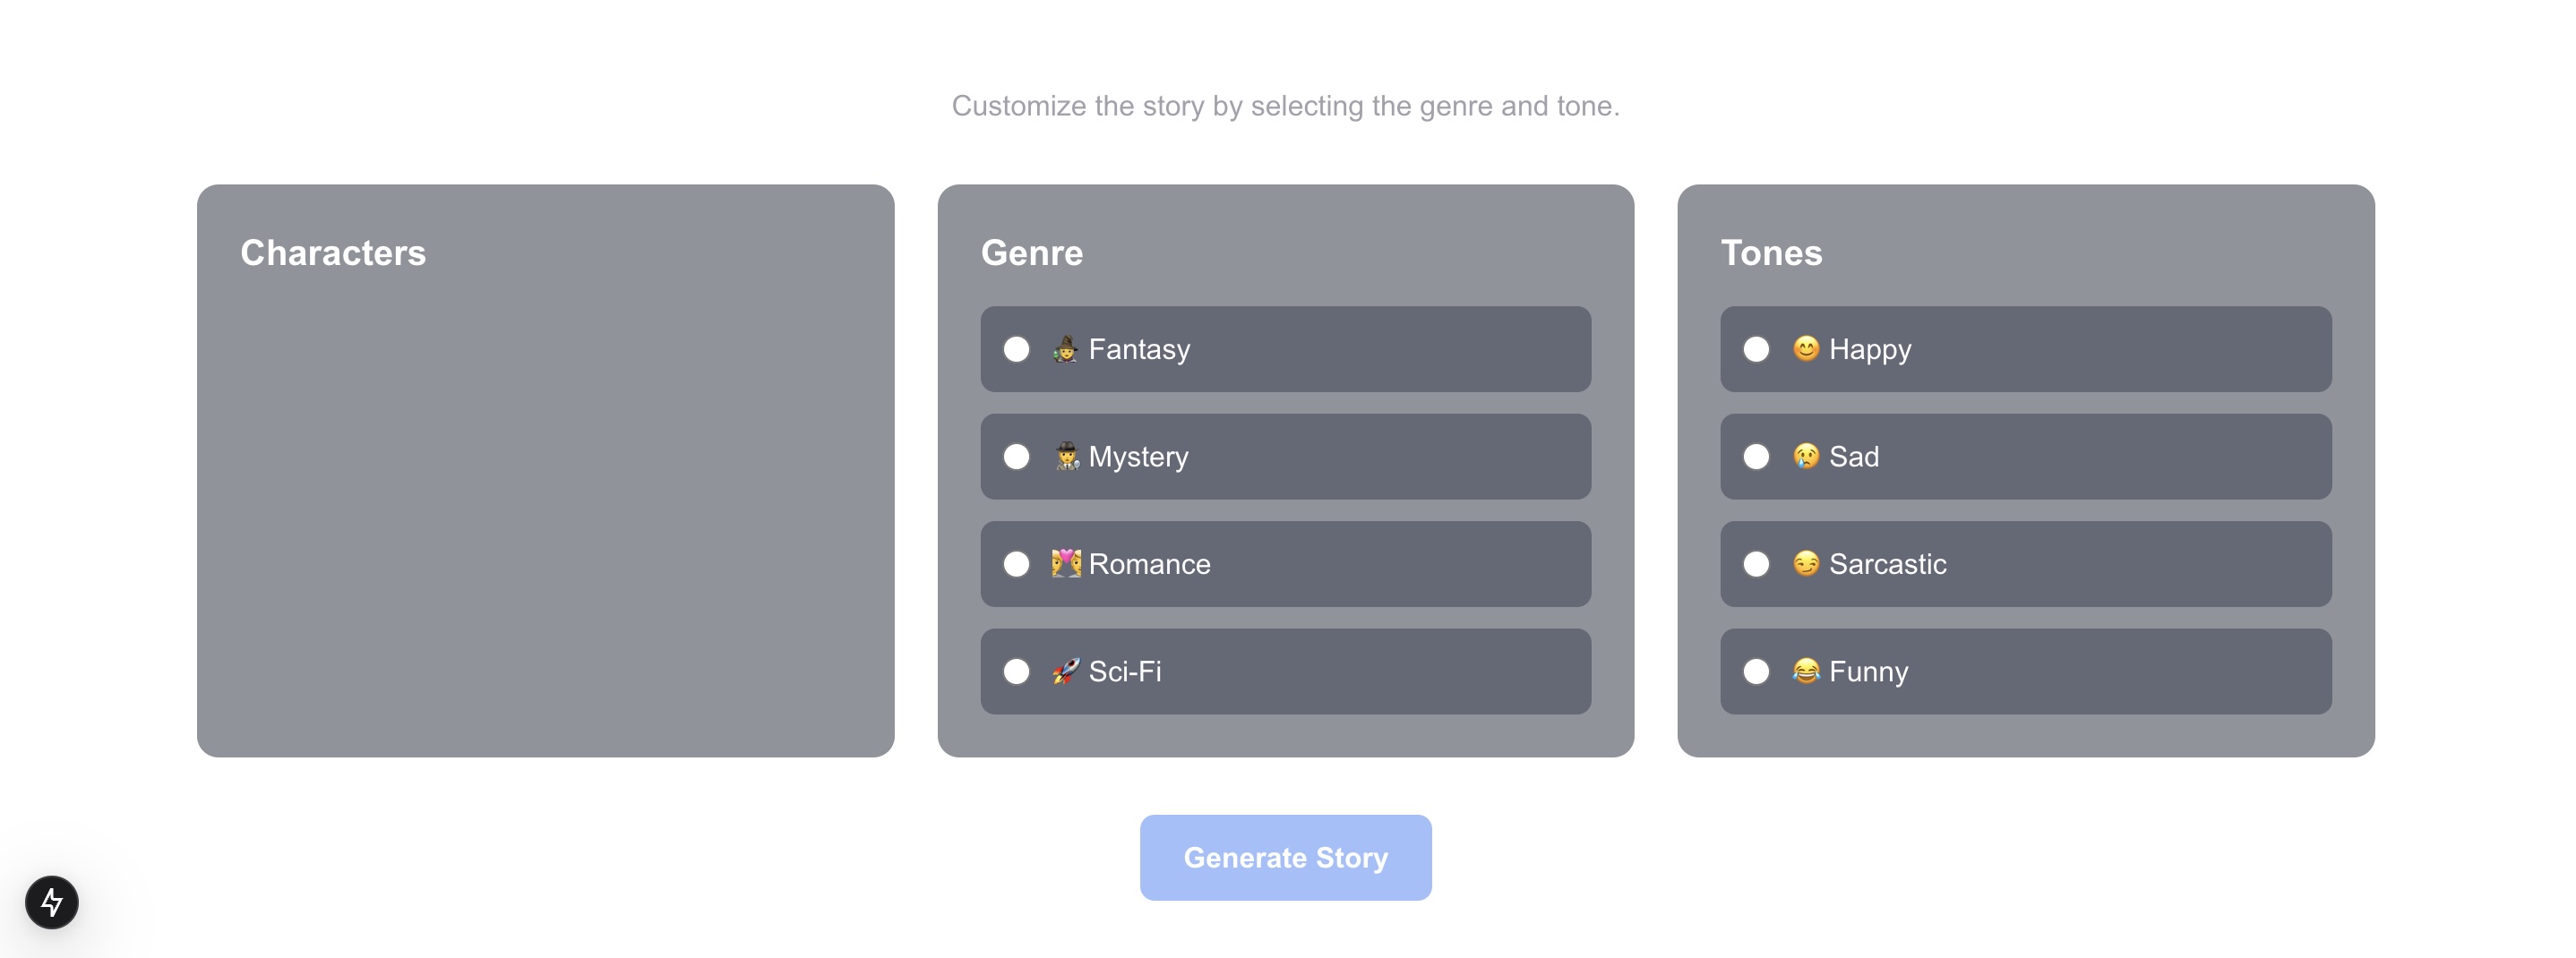 Customize the story by selecting the genre and tone.
Characters
Genre
🧙‍♀️ Fantasy
🕵️ Mystery
💏 Romance
🚀 Sci-Fi
Tones
😊 Happy
😢 Sad
😏 Sarcastic
😂 Funny
Generate Story